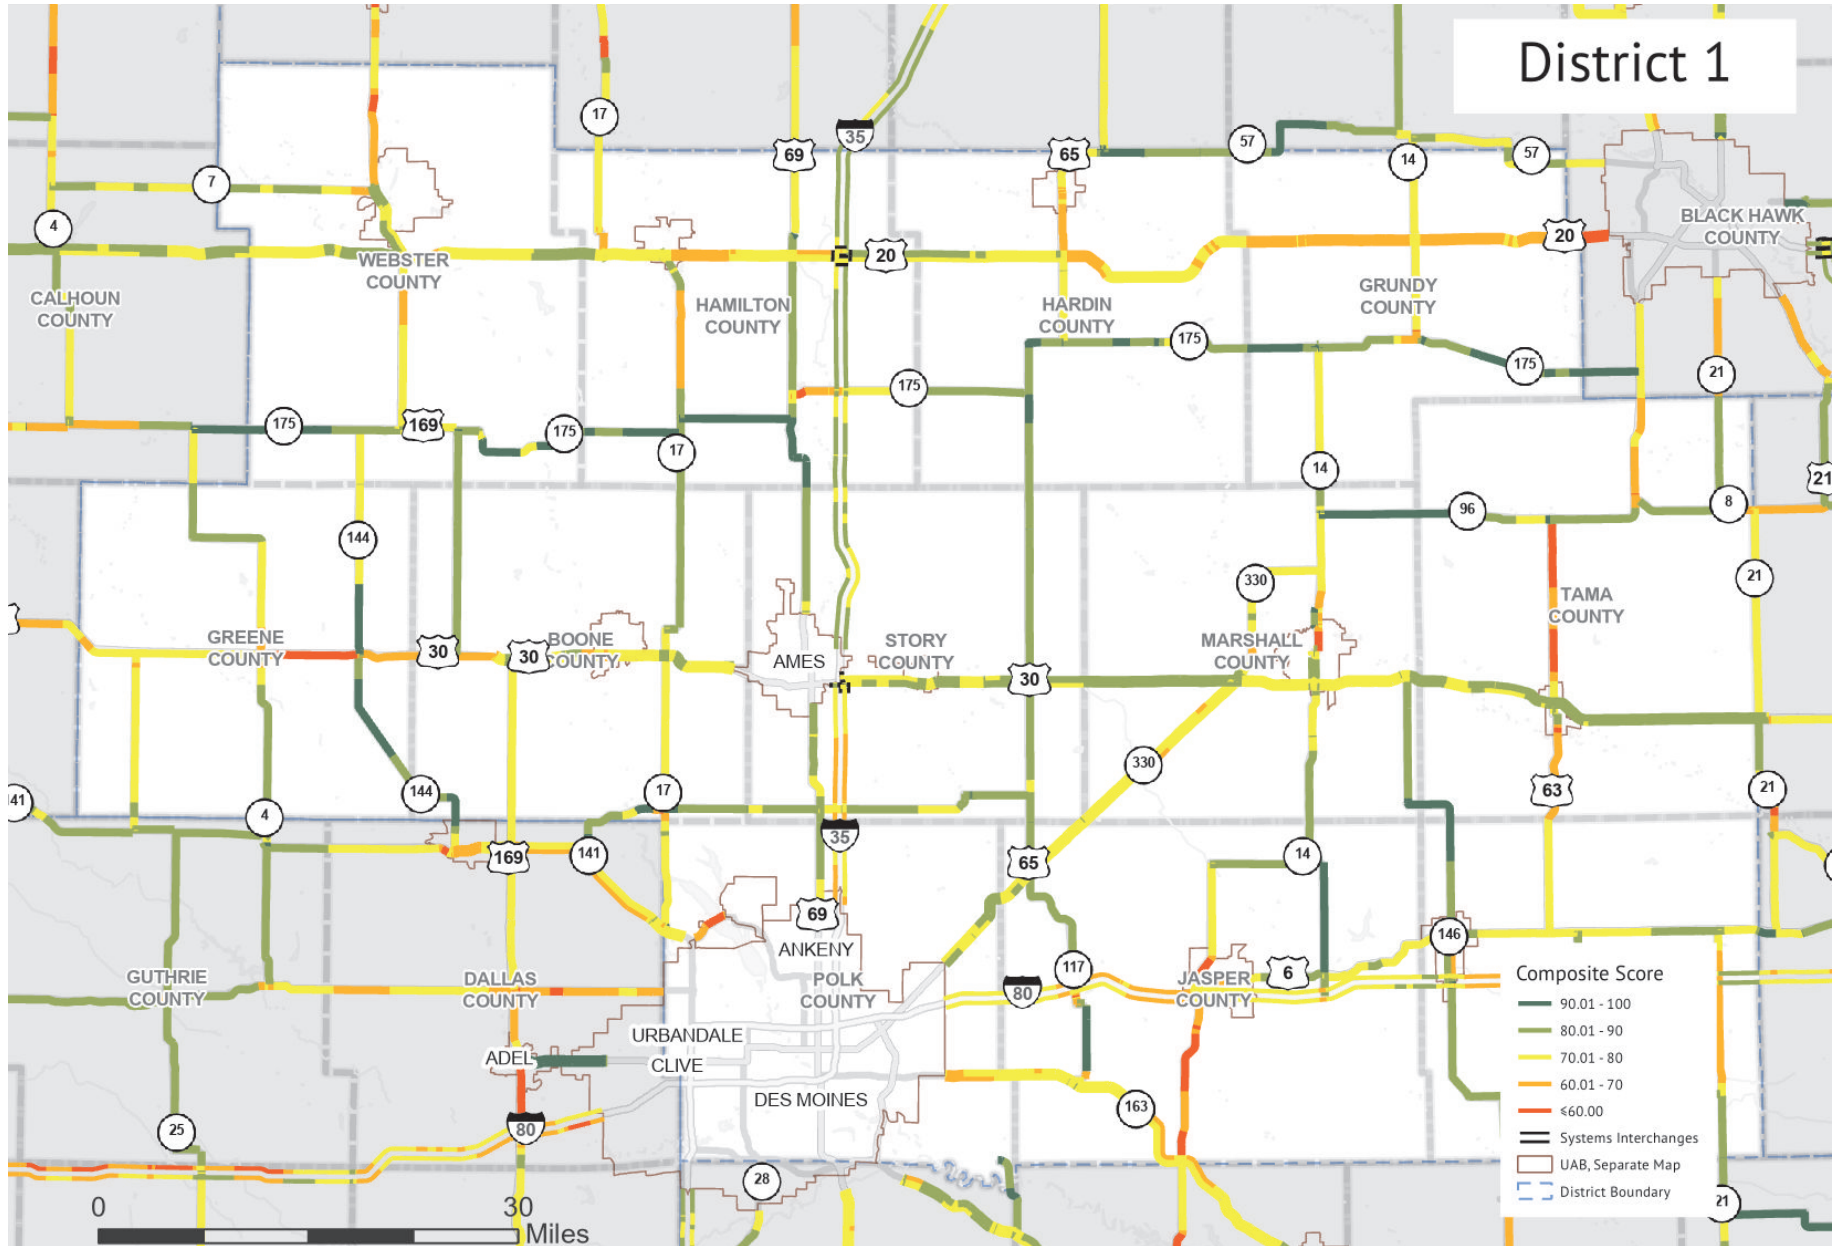 District 1
17
69
35
65
57
14
57
7
4
20
20
BLACK HAWK
COUNTY
WEBSTER
COUNTY
CALHOUN
COUNTY
HAMILTON
COUNTY
HARDIN
COUNTY
GRUNDY
COUNTY
175
175
21
175
175
169
175
17
14
21
96
8
144
330
21
TAMA
COUNTY
GREENE
COUNTY
30
30
BOONE
COUNTY
AMES
STORY
COUNTY
30
MARSHALL
COUNTY
330
144
17
63
21
41
4
169
141
35
65
14
69
ANKENY
146
GUTHRIE
COUNTY
DALLAS
COUNTY
POLK
COUNTY
80
117
JASPER
COUNTY
6
URBANDALE
ADEL
CLIVE
DES MOINES
163
80
25
28
21
Composite Score
90.01 - 100
80.01 - 90
70.01 - 80
60.01 - 70
≤60.00
Systems Interchanges
UAB, Separate Map
District Boundary
0
30
Miles